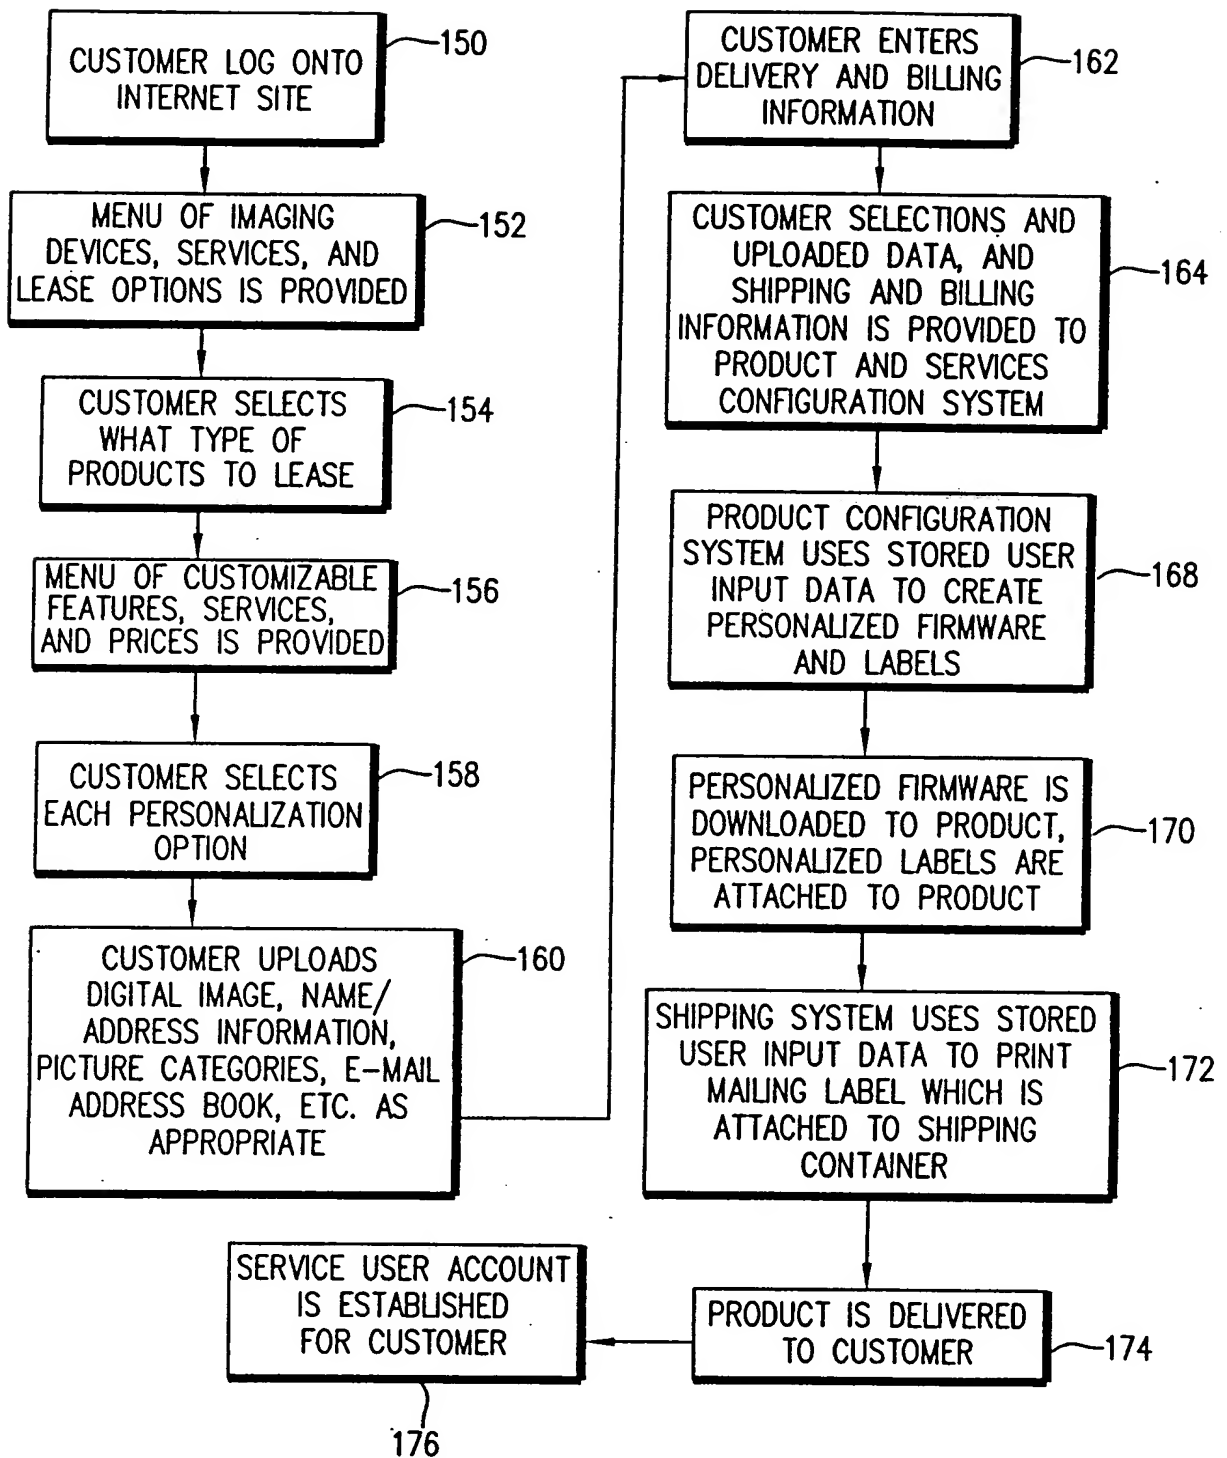 CUSTOMER LOG ONTO
INTERNET SITE
150
MENU OF IMAGING
DEVICES, SERVICES, AND
LEASE OPTIONS IS PROVIDED
152
CUSTOMER SELECTS
WHAT TYPE OF
PRODUCTS TO LEASE
154
MENU OF CUSTOMIZABLE
FEATURES, SERVICES,
AND PRICES IS PROVIDED
156
CUSTOMER SELECTS
EACH PERSONALIZATION
OPTION
158
CUSTOMER UPLOADS
DIGITAL IMAGE, NAME/
ADDRESS INFORMATION,
PICTURE CATEGORIES, E-MAIL
ADDRESS BOOK, ETC. AS
APPROPRIATE
160
CUSTOMER ENTERS
DELIVERY AND BILLING
INFORMATION
162
CUSTOMER SELECTIONS AND
UPLOADED DATA, AND
SHIPPING AND BILLING
INFORMATION IS PROVIDED TO
PRODUCT AND SERVICES
CONFIGURATION SYSTEM
164
PRODUCT CONFIGURATION
SYSTEM USES STORED USER
INPUT DATA TO CREATE
PERSONALIZED FIRMWARE
AND LABELS
168
PERSONALIZED FIRMWARE IS
DOWNLOADED TO PRODUCT,
PERSONALIZED LABELS ARE
ATTACHED TO PRODUCT
170
SHIPPING SYSTEM USES STORED
USER INPUT DATA TO PRINT
MAILING LABEL WHICH IS
ATTACHED TO SHIPPING
CONTAINER
172
PRODUCT IS DELIVERED
TO CUSTOMER
174
SERVICE USER ACCOUNT
IS ESTABLISHED
FOR CUSTOMER
176